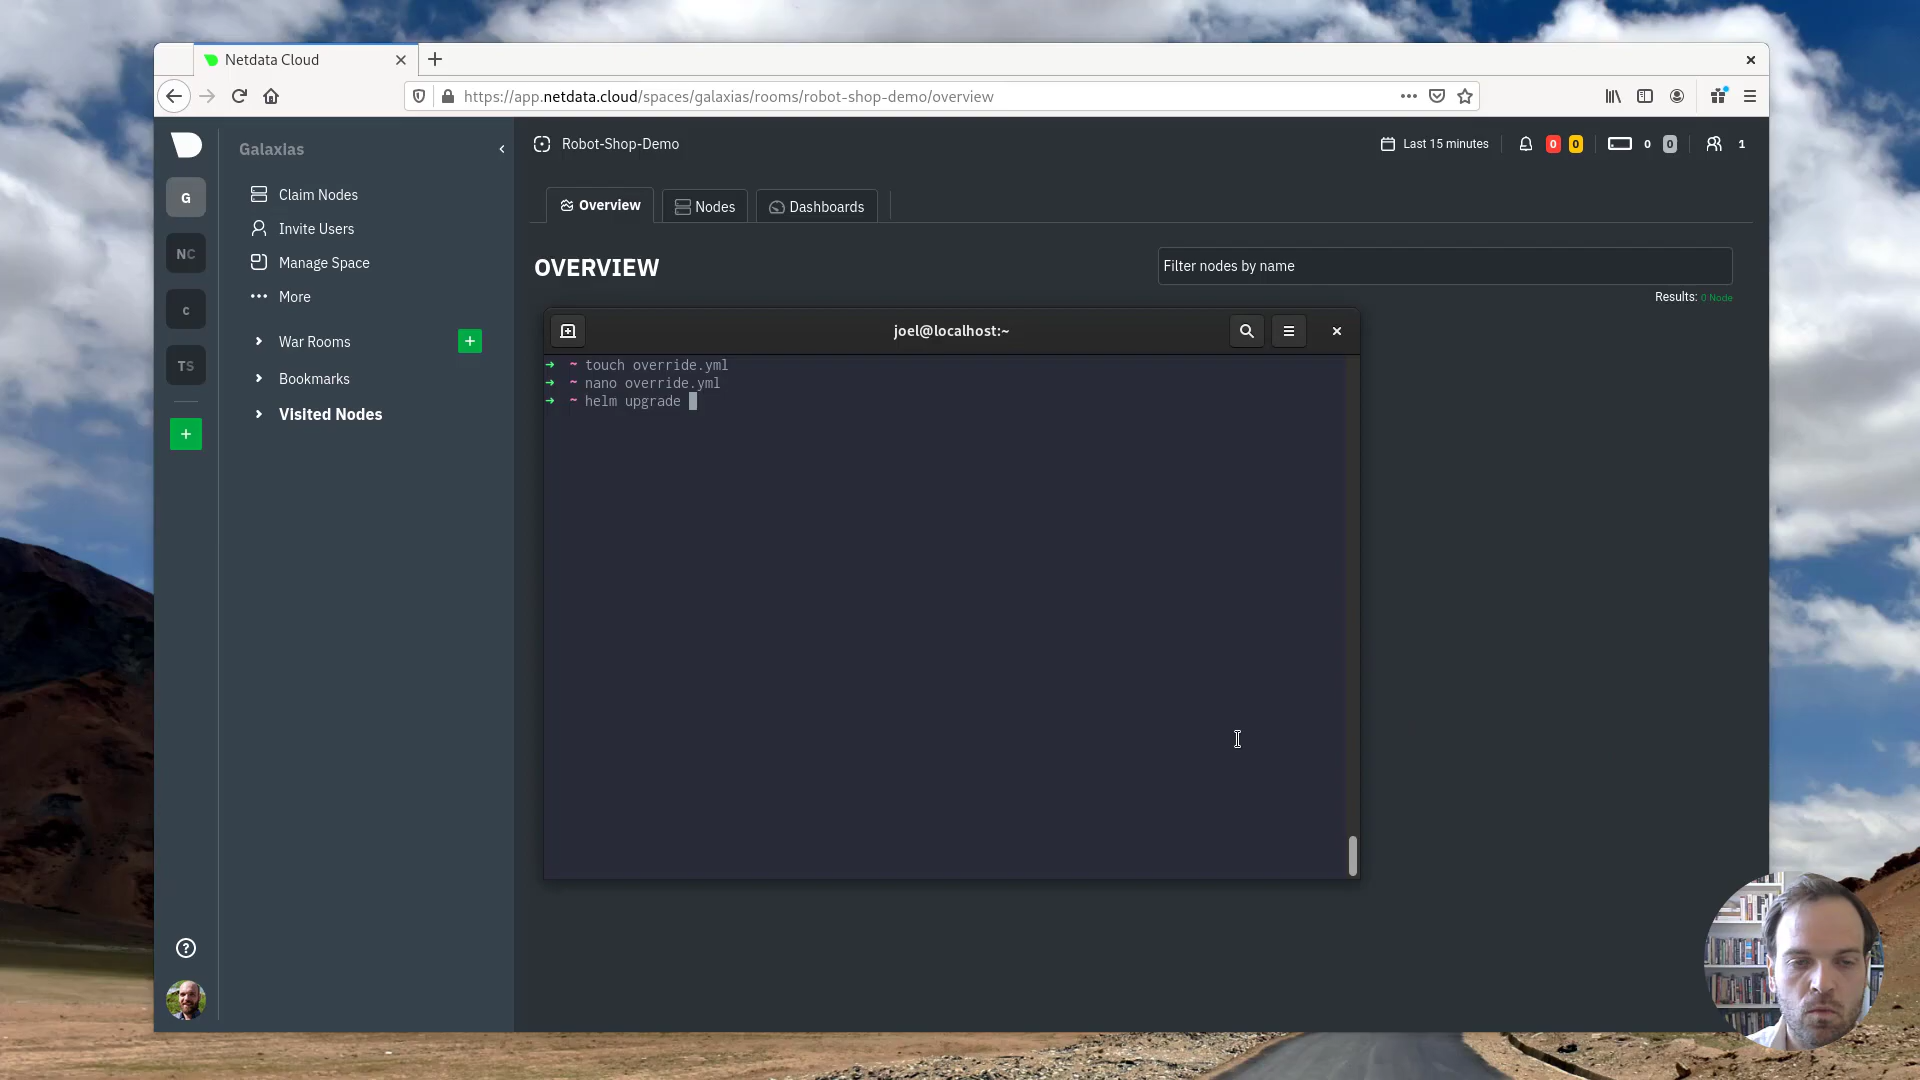 Netdata Cloud
https://app.netdata.cloud/spaces/galaxias/rooms/robot-shop-demo/overview
Galaxias
G
NC
c
TS
Claim Nodes
Invite Users
Manage Space
More
War Rooms
Bookmarks
Visited Nodes
Robot-Shop-Demo
Last 15 minutes
0 0
0 0
1
Overview
Nodes
Dashboards
OVERVIEW
Filter nodes by name
Results: 0 Node
joel@localhost:~
➜ ~ touch override.yml
➜ ~ nano override.yml
➜ ~ helm upgrade